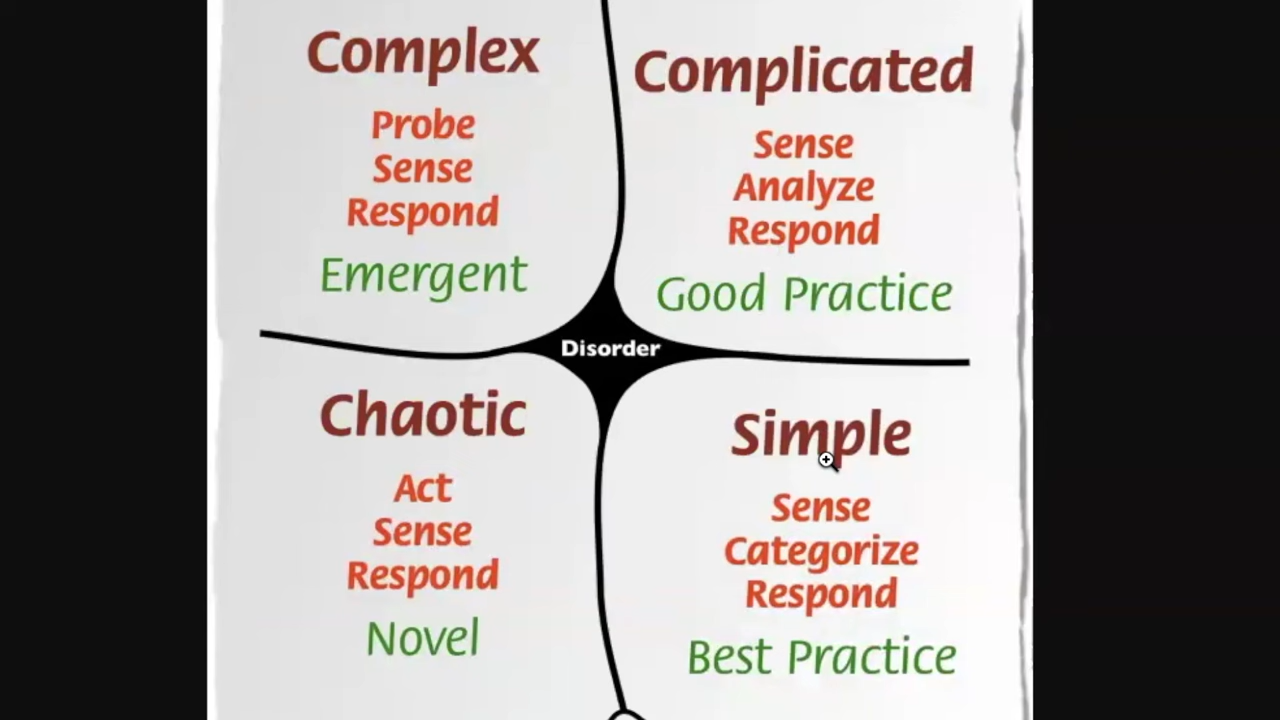 Complex
Probe
Sense
Respond
Emergent
Complicated
Sense
Analyze
Respond
Good Practice
Disorder
Chaotic
Act
Sense
Respond
Novel
Simple
Sense
Categorize
Respond
Best Practice